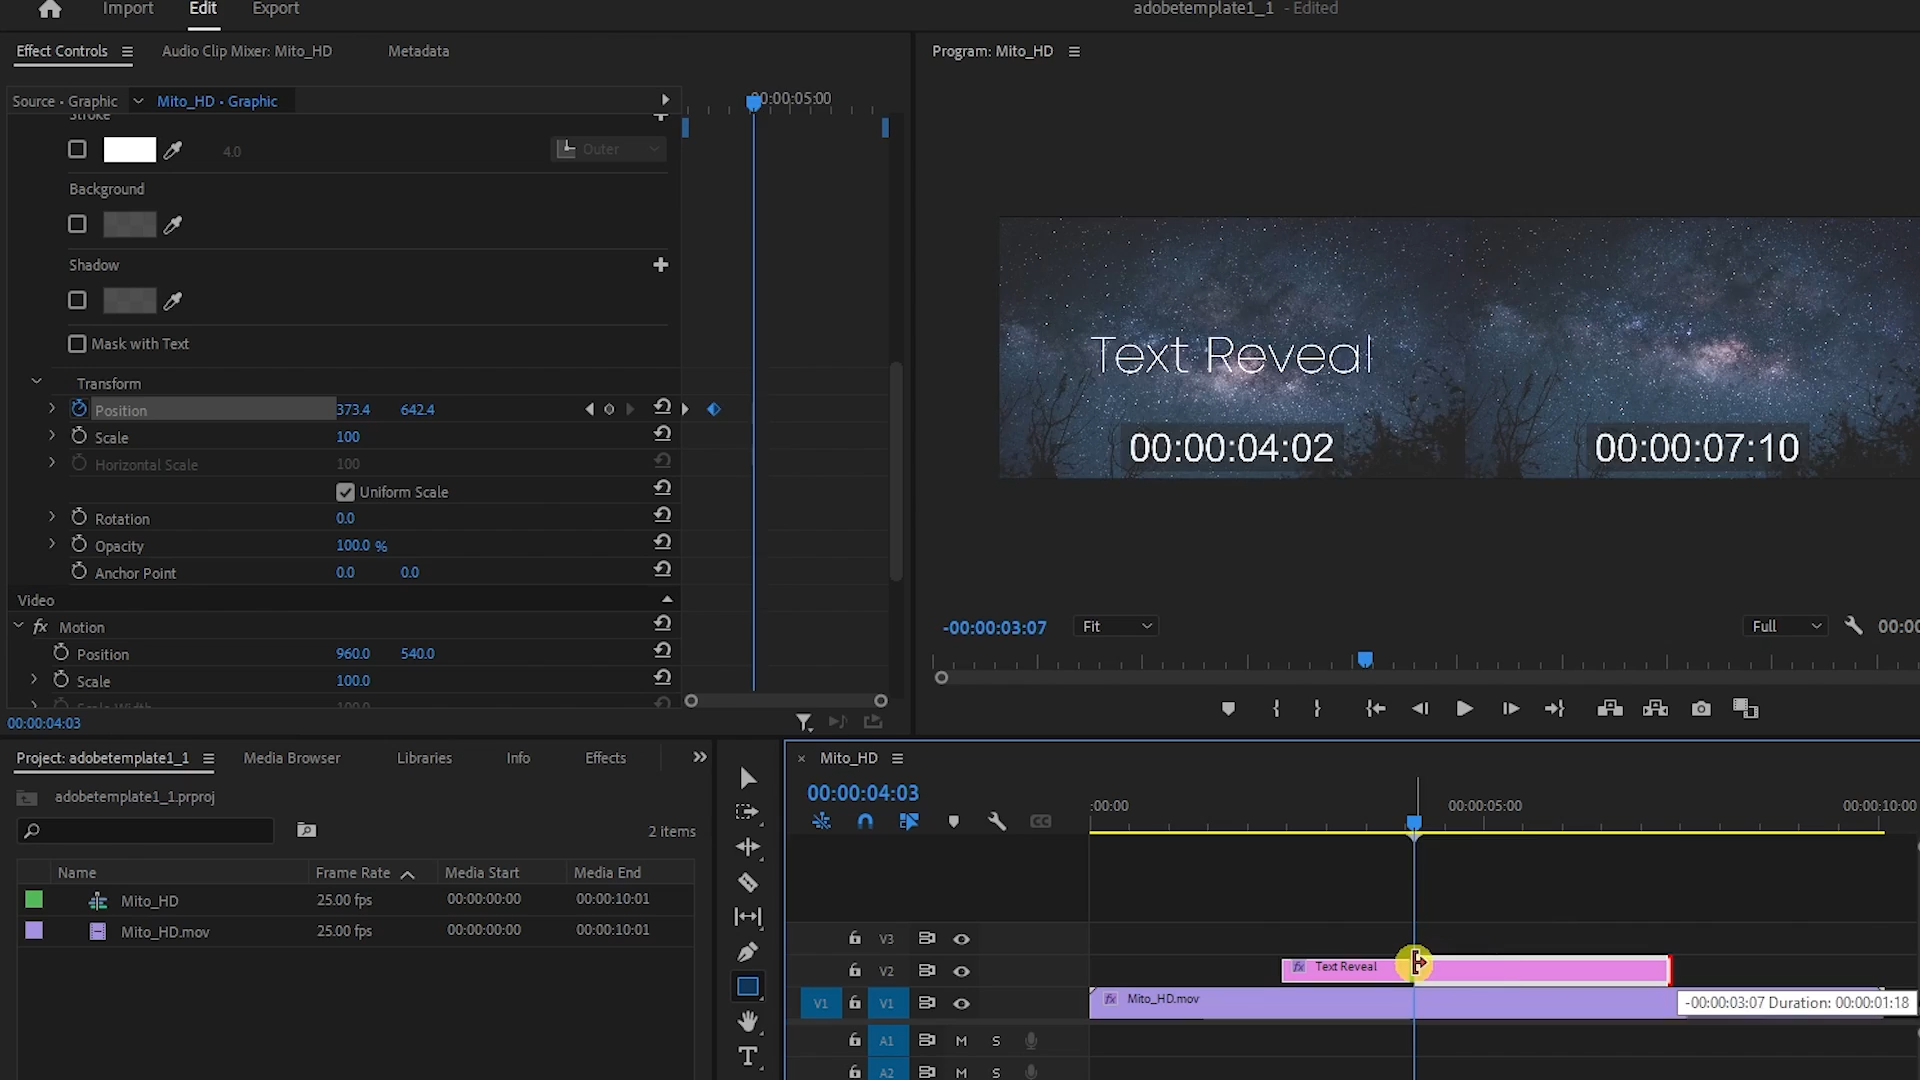 Import Edit Export adobetemplate1_1 - Edited
Effect Controls Audio Clip Mixer: Mito_HD Metadata Program: Mito_HD
Source · Graphic Mito_HD · Graphic 00:00:05:00
Stroke
4.0 Outer
Background
Shadow
Mask with Text
Transform
Position 373.4 642.4
Scale 100
Horizontal Scale 100
Uniform Scale
Rotation 0.0
Opacity 100.0 %
Anchor Point 0.0 0.0
Video
fx Motion
Position 960.0 540.0
Scale 100.0
Scale Width 100.0
00:00:04:03
Text Reveal
00:00:04:02 00:00:07:10
-00:00:03:07 Fit Full 00:00
Project: adobetemplate1_1 Media Browser Libraries Info Effects
adobetemplate1_1.prproj
2 items
Name Frame Rate Media Start Media End
Mito_HD 25.00 fps 00:00:00:00 00:00:10:01
Mito_HD.mov 25.00 fps 00:00:00:00 00:00:10:01
T
× Mito_HD
00:00:04:03 :00:00 00:00:05:00 00:00:10:00
CC
V3
V2 fx Text Reveal
V1 V1 fx Mito_HD.mov
-00:00:03:07 Duration: 00:00:01:18
A1 M S
A2 M S